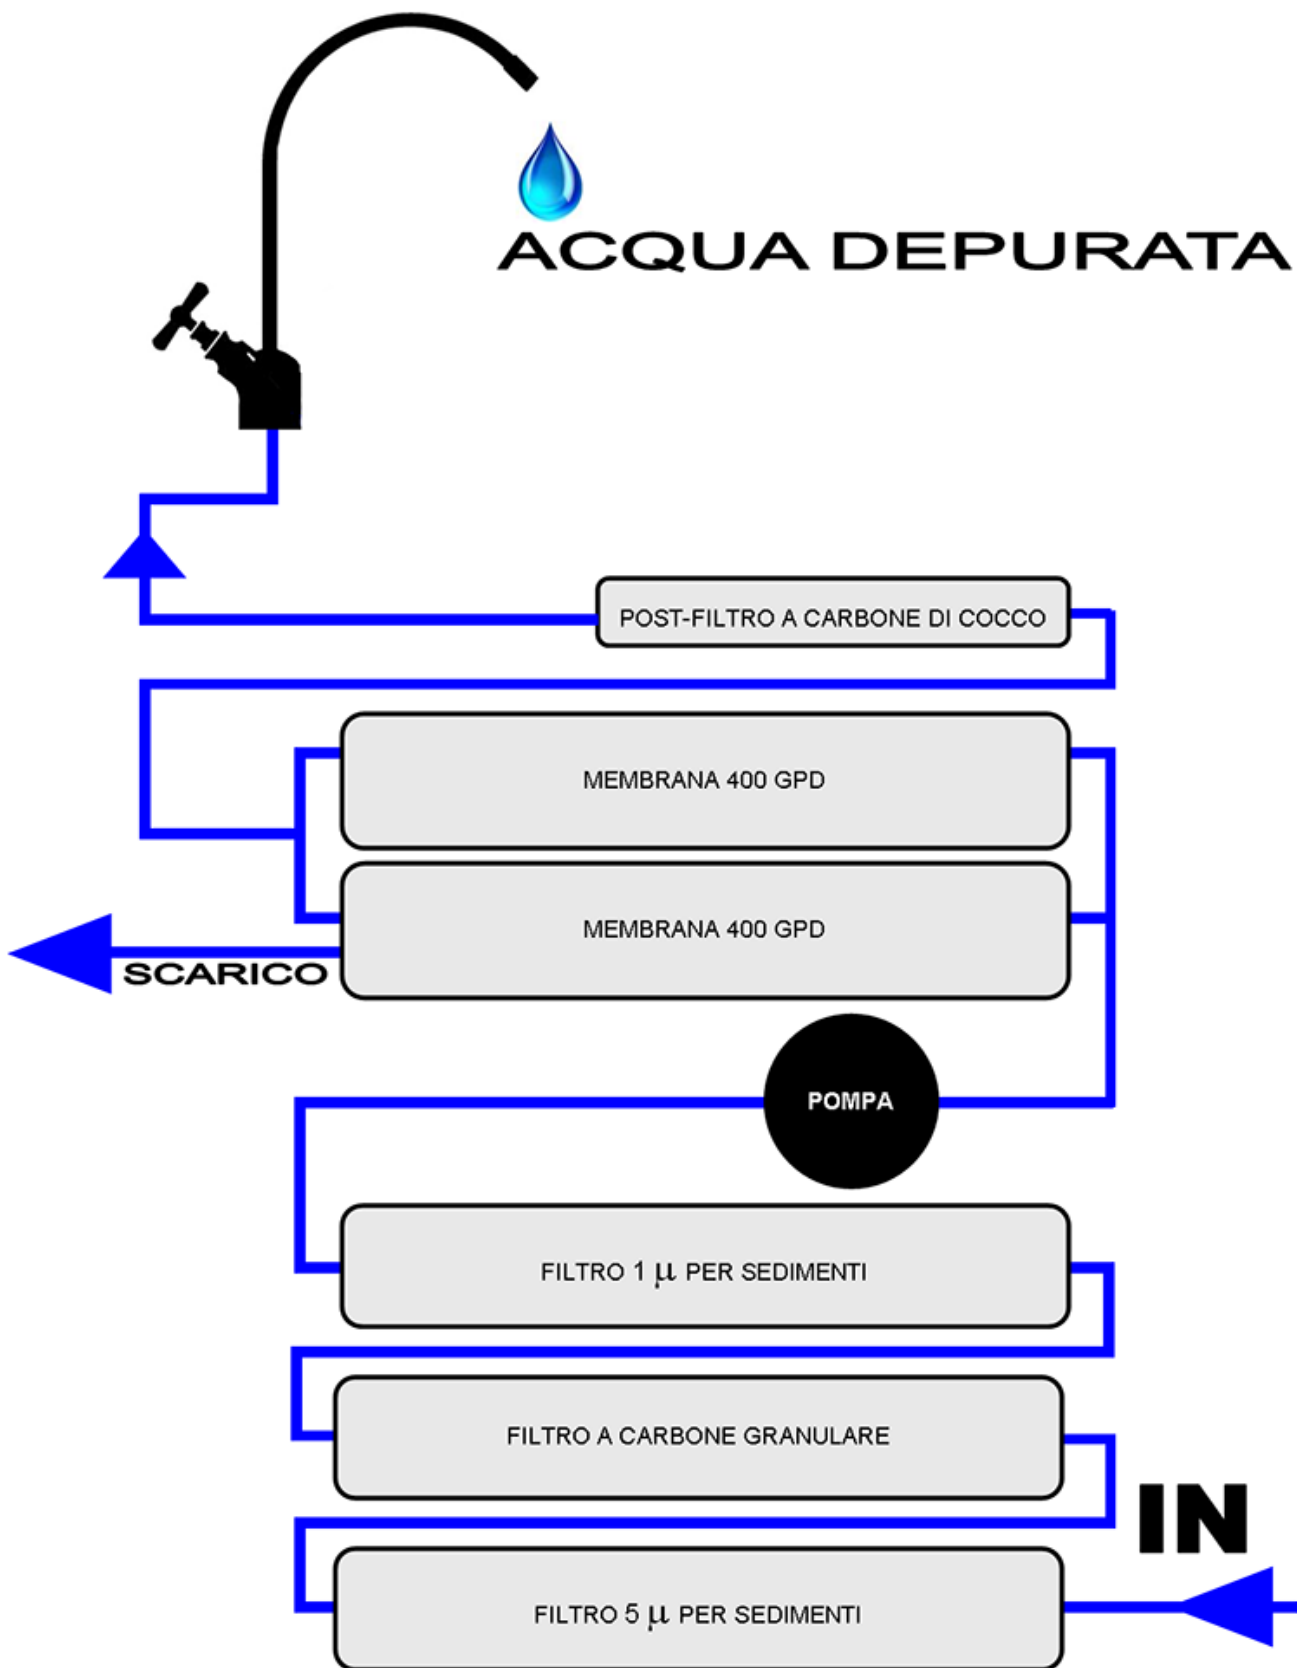 ACQUA DEPURATA
POST-FILTRO A CARBONE DI COCCO
MEMBRANA 400 GPD
MEMBRANA 400 GPD
SCARICO
POMPA
FILTRO 1 μ PER SEDIMENTI
FILTRO A CARBONE GRANULARE
IN
FILTRO 5 μ PER SEDIMENTI